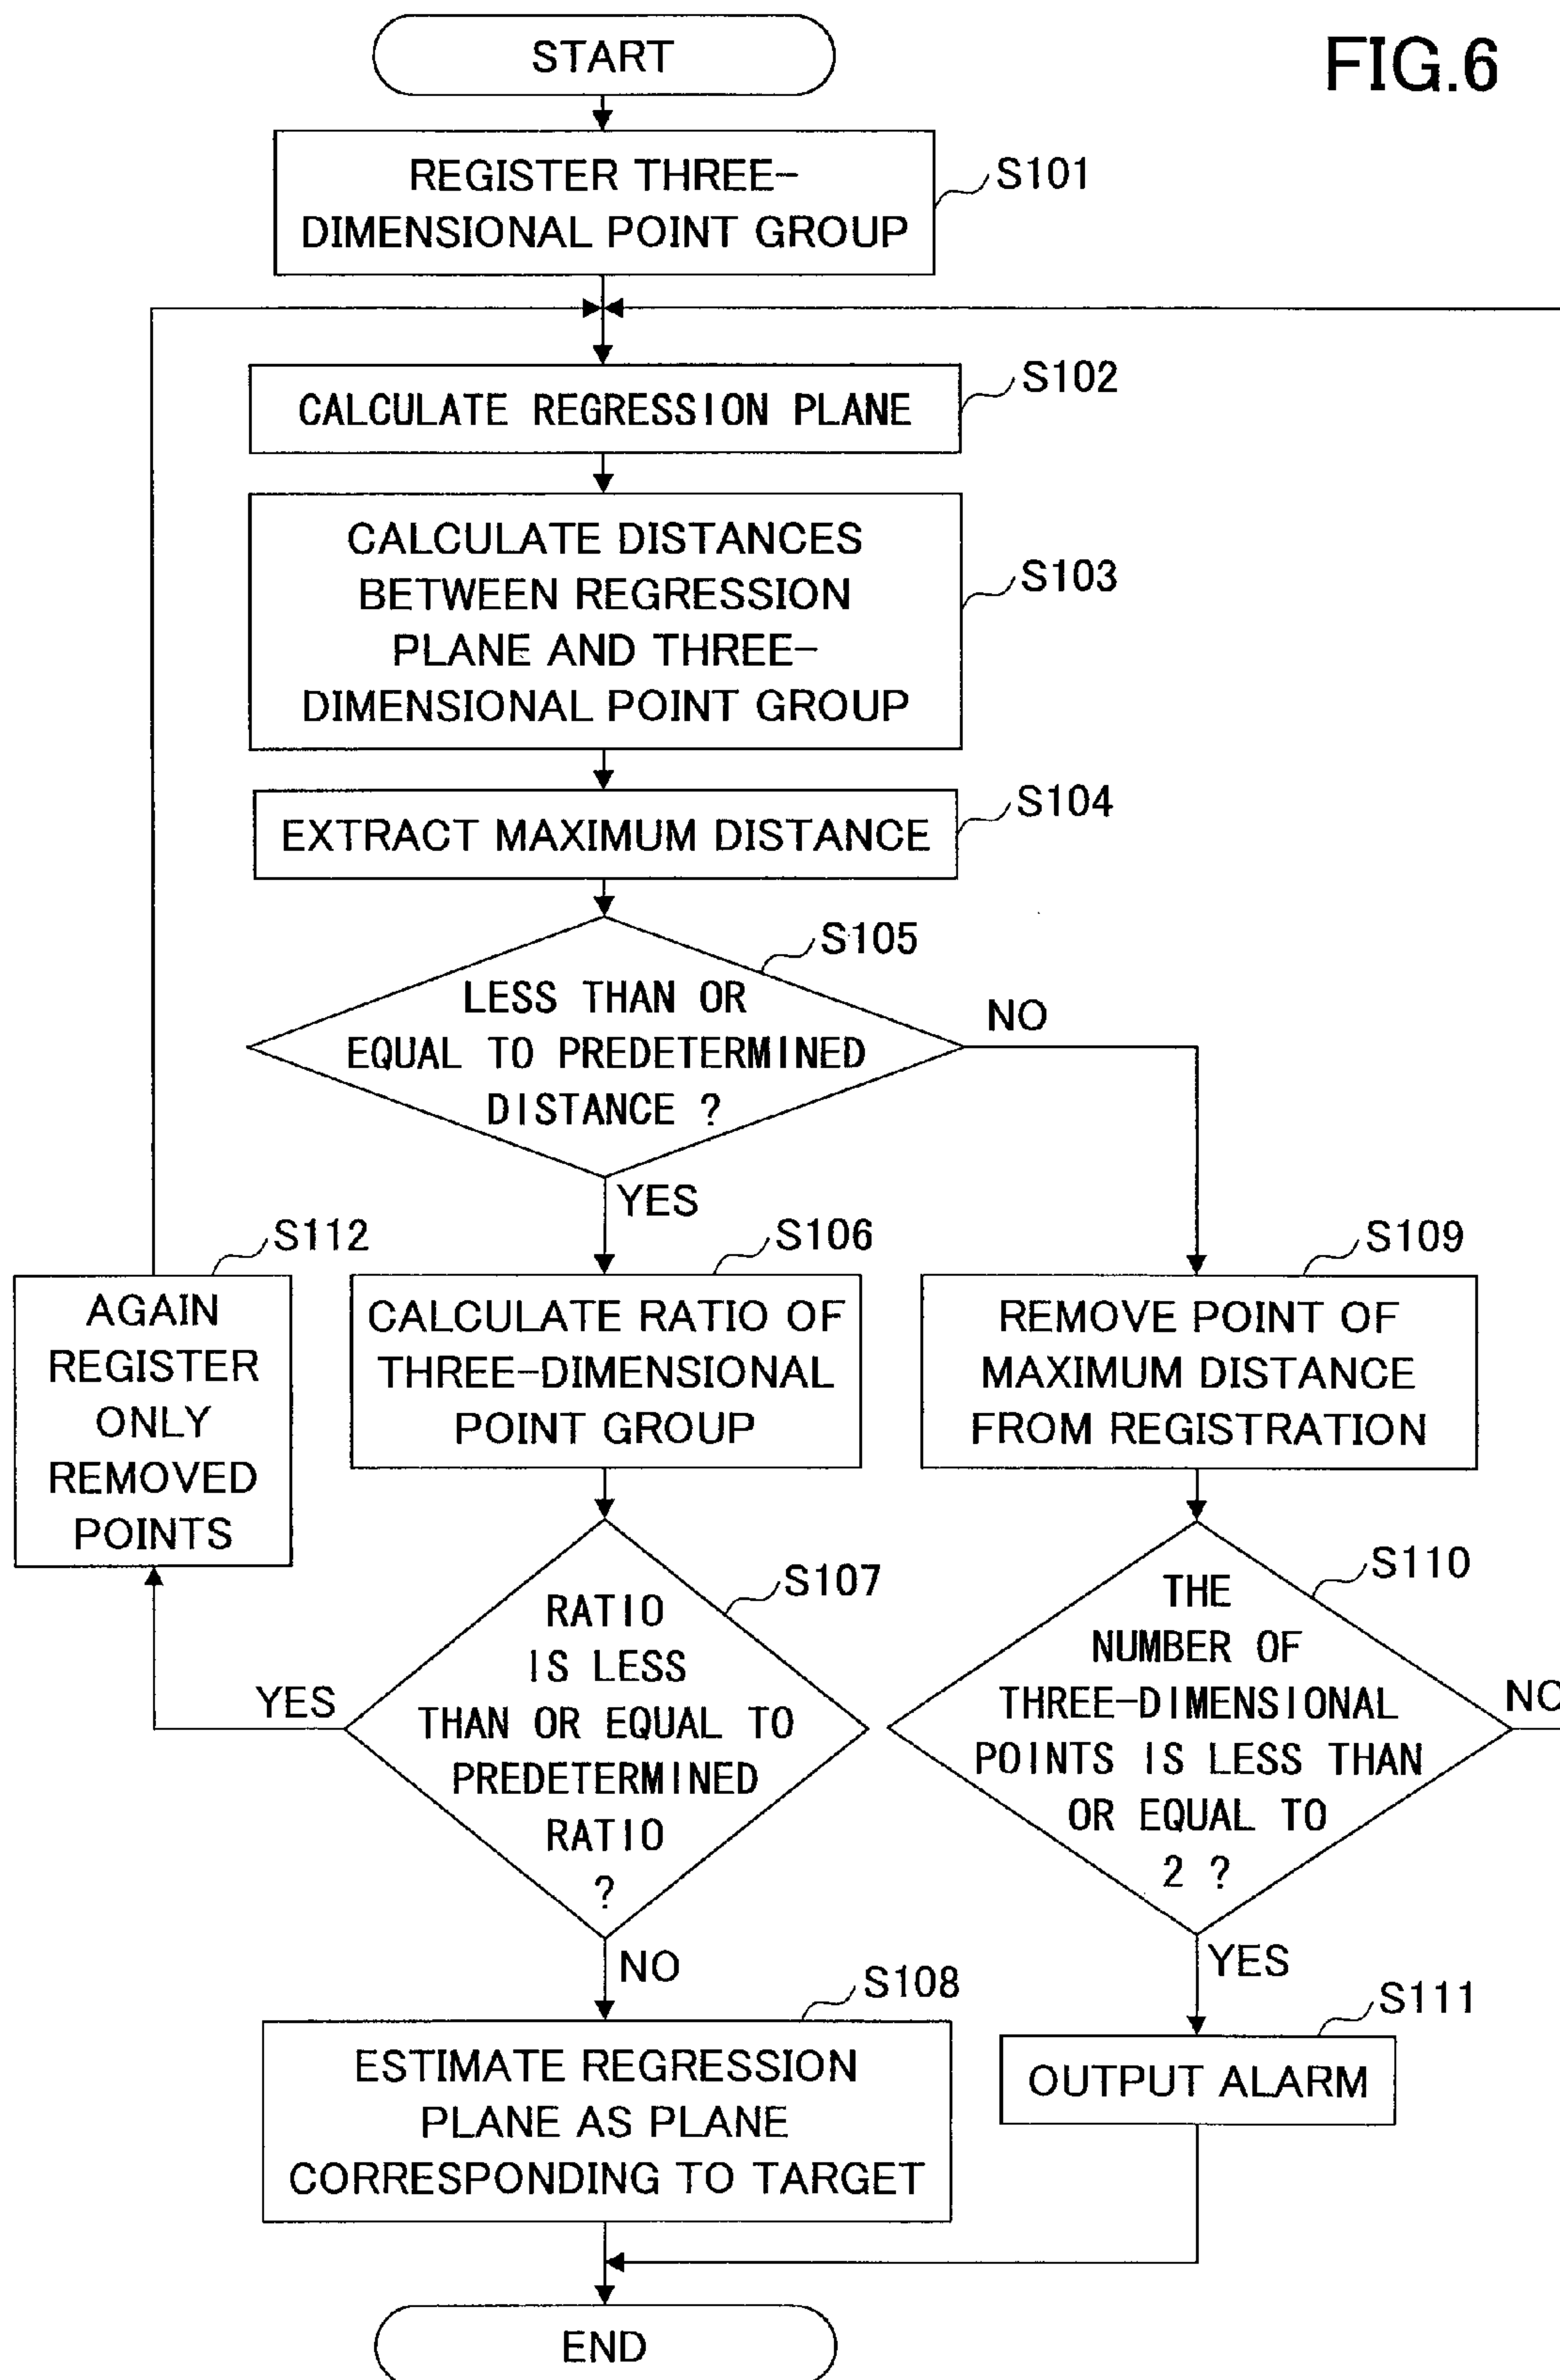 FIG.6
START
REGISTER THREE-
DIMENSIONAL POINT GROUP
S101
CALCULATE REGRESSION PLANE
S102
CALCULATE DISTANCES
BETWEEN REGRESSION
PLANE AND THREE-
DIMENSIONAL POINT GROUP
S103
EXTRACT MAXIMUM DISTANCE
S104
LESS THAN OR
EQUAL TO PREDETERMINED
DISTANCE ?
S105
NO
YES
S112
AGAIN
REGISTER
ONLY
REMOVED
POINTS
S106
CALCULATE RATIO OF
THREE-DIMENSIONAL
POINT GROUP
S109
REMOVE POINT OF
MAXIMUM DISTANCE
FROM REGISTRATION
S107
RATIO
IS LESS
THAN OR EQUAL TO
PREDETERMINED
RATIO
?
YES
NO
S110
THE
NUMBER OF
THREE-DIMENSIONAL
POINTS IS LESS THAN
OR EQUAL TO
2 ?
NO
YES
S108
ESTIMATE REGRESSION
PLANE AS PLANE
CORRESPONDING TO TARGET
S111
OUTPUT ALARM
END